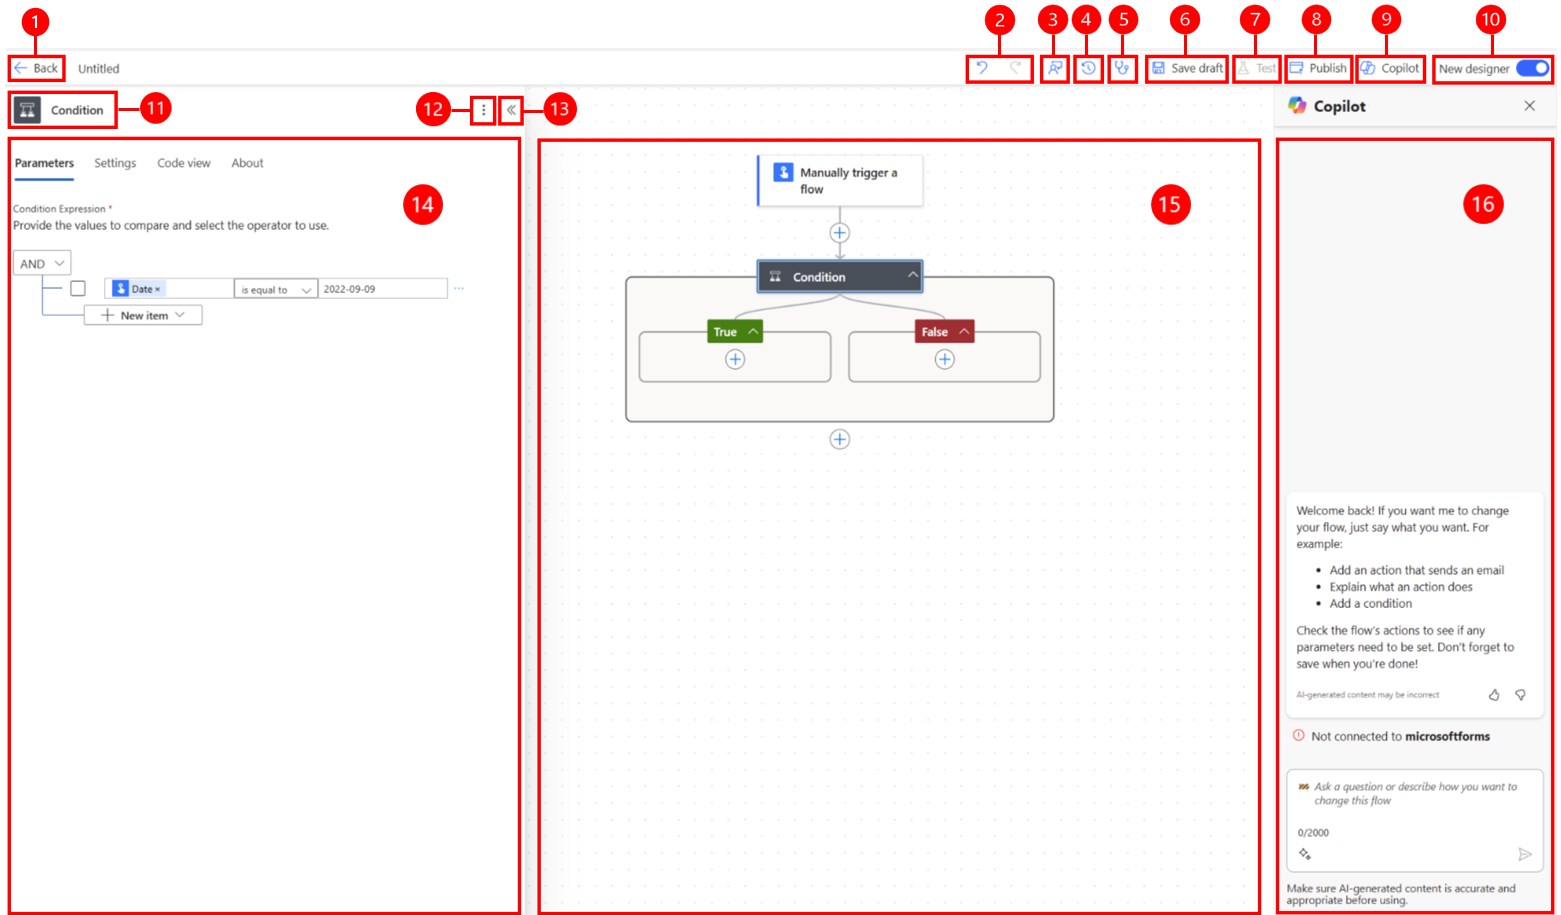 1
2
3
4
5
6
7
8
9
10
Back
Untitled
Save draft
Test
Publish
Copilot
New designer
Condition
11
12
13
Copilot
Parameters
Settings
Code view
About
14
Condition Expression *
Provide the values to compare and select the operator to use.
AND
Date ×
is equal to
2022-09-09
...
New item
15
Manually trigger a
flow
Condition
True
False
16
Welcome back! If you want me to change
your flow, just say what you want. For
example:
• Add an action that sends an email
• Explain what an action does
• Add a condition
Check the flow's actions to see if any
parameters need to be set. Don't forget to
save when you're done!
AI-generated content may be incorrect
Not connected to microsoftforms
Ask a question or describe how you want to
change this flow
0/2000
Make sure AI-generated content is accurate and
appropriate before using.